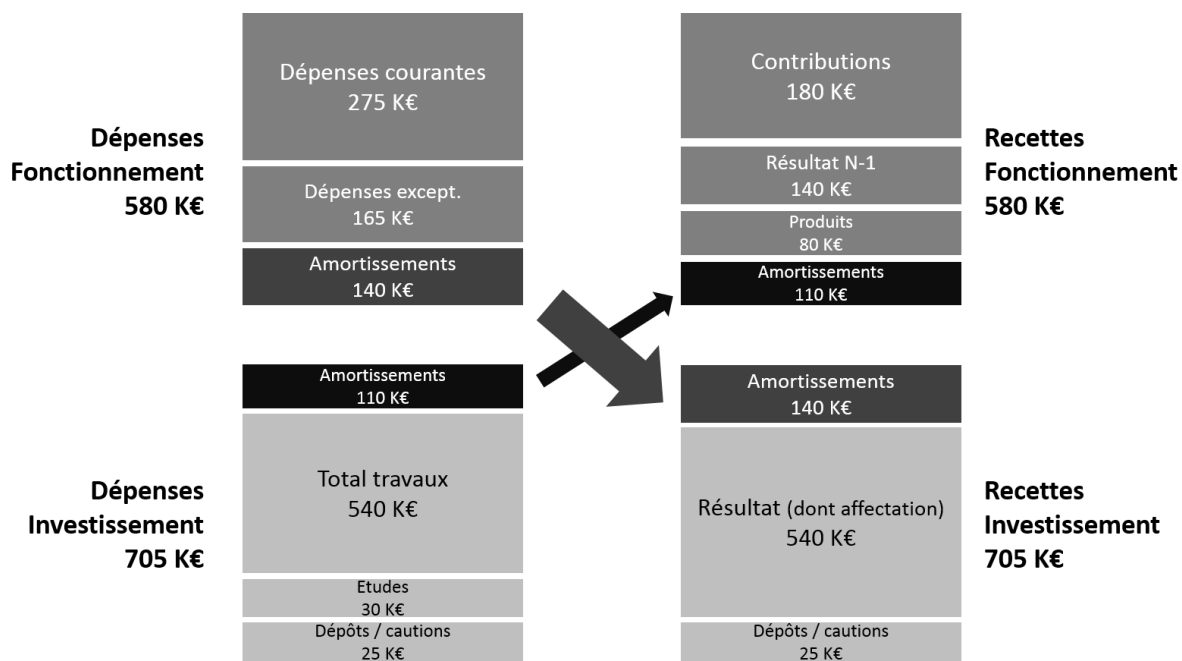 Dépenses
Fonctionnement
580 K€
Dépenses courantes
275 K€
Dépenses except.
165 K€
Amortissements
140 K€
Contributions
180 K€
Résultat N-1
140 K€
Produits
80 K€
Amortissements
110 K€
Recettes
Fonctionnement
580 K€
Dépenses
Investissement
705 K€
Amortissements
110 K€
Total travaux
540 K€
Etudes
30 K€
Dépôts / cautions
25 K€
Amortissements
140 K€
Résultat (dont affectation)
540 K€
Dépôts / cautions
25 K€
Recettes
Investissement
705 K€